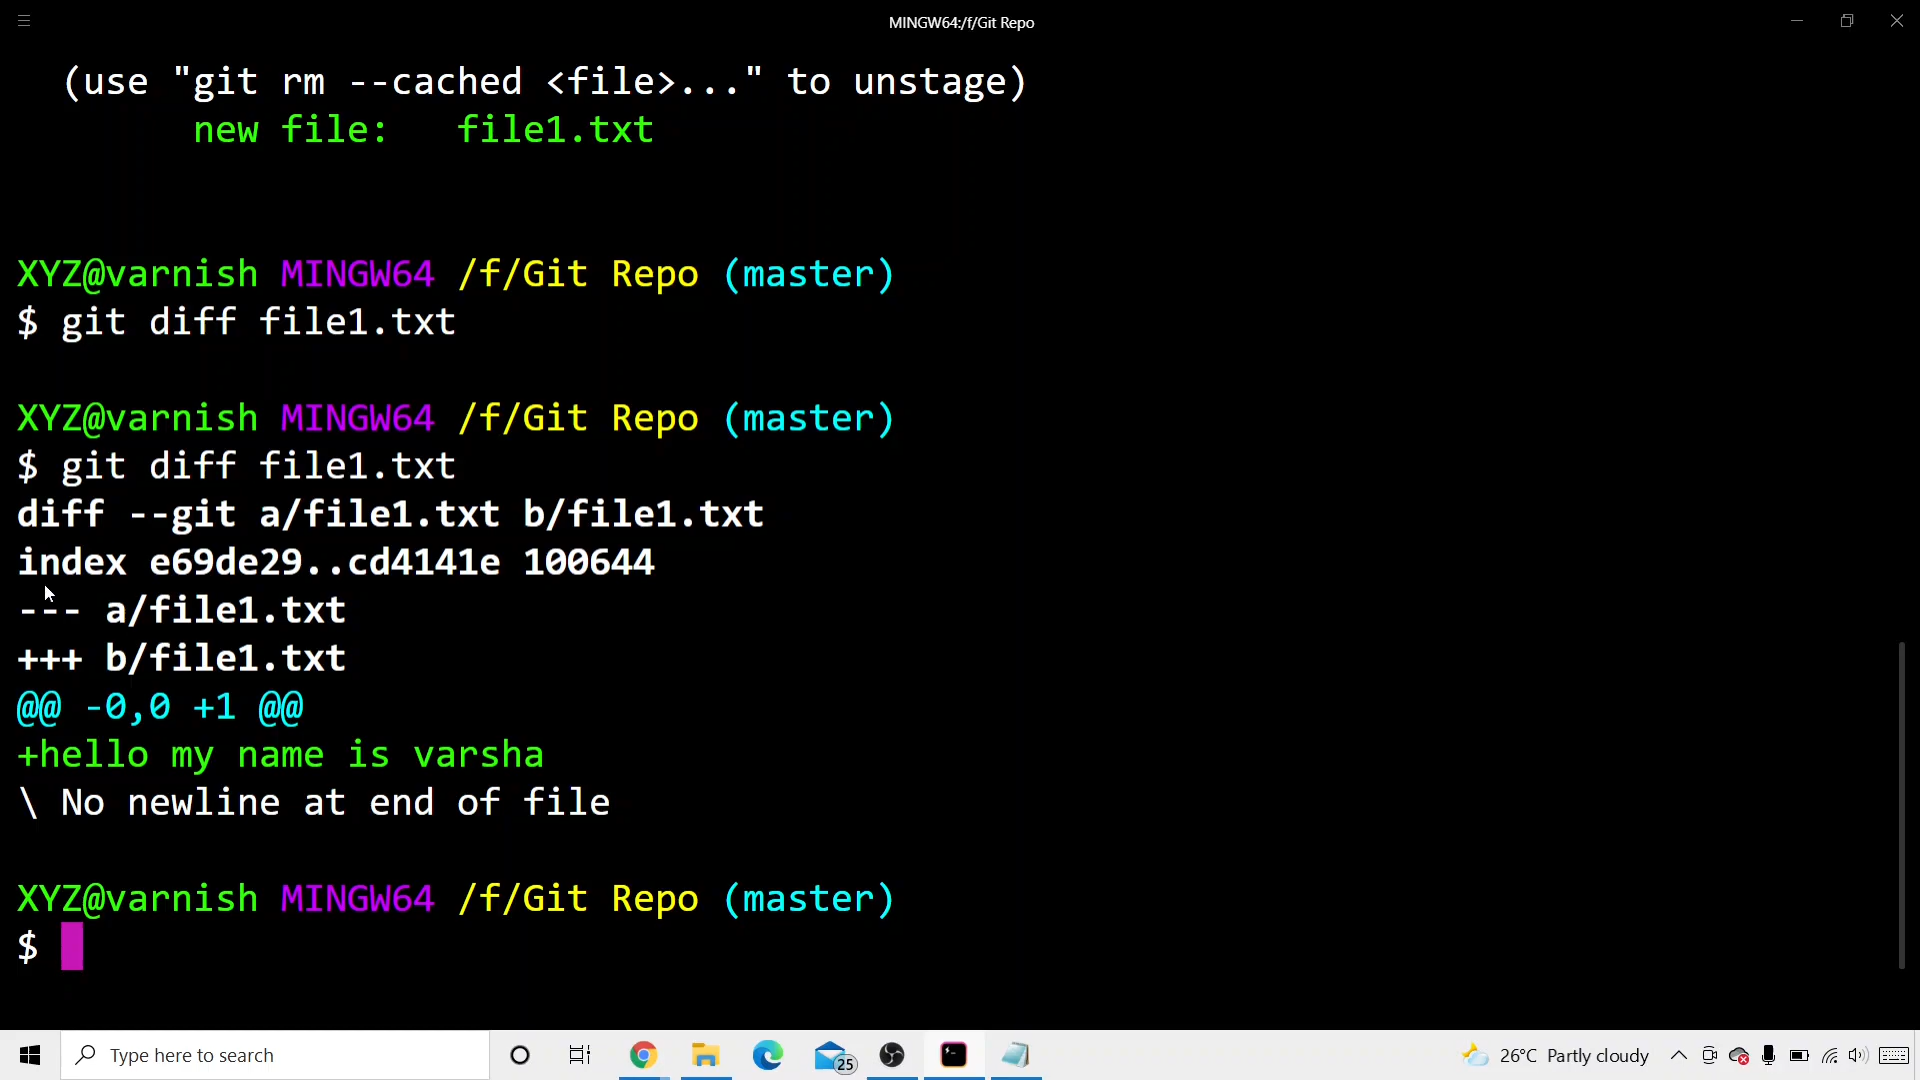 MINGW64:/f/Git Repo
(use "git rm --cached <file>..." to unstage)
new file:   file1.txt
XYZ@varnish MINGW64 /f/Git Repo (master)
$ git diff file1.txt
XYZ@varnish MINGW64 /f/Git Repo (master)
$ git diff file1.txt
diff --git a/file1.txt b/file1.txt
index e69de29..cd4141e 100644
--- a/file1.txt
+++ b/file1.txt
@@ -0,0 +1 @@
+hello my name is varsha
\ No newline at end of file
XYZ@varnish MINGW64 /f/Git Repo (master)
$
Type here to search
25
26°C Partly cloudy